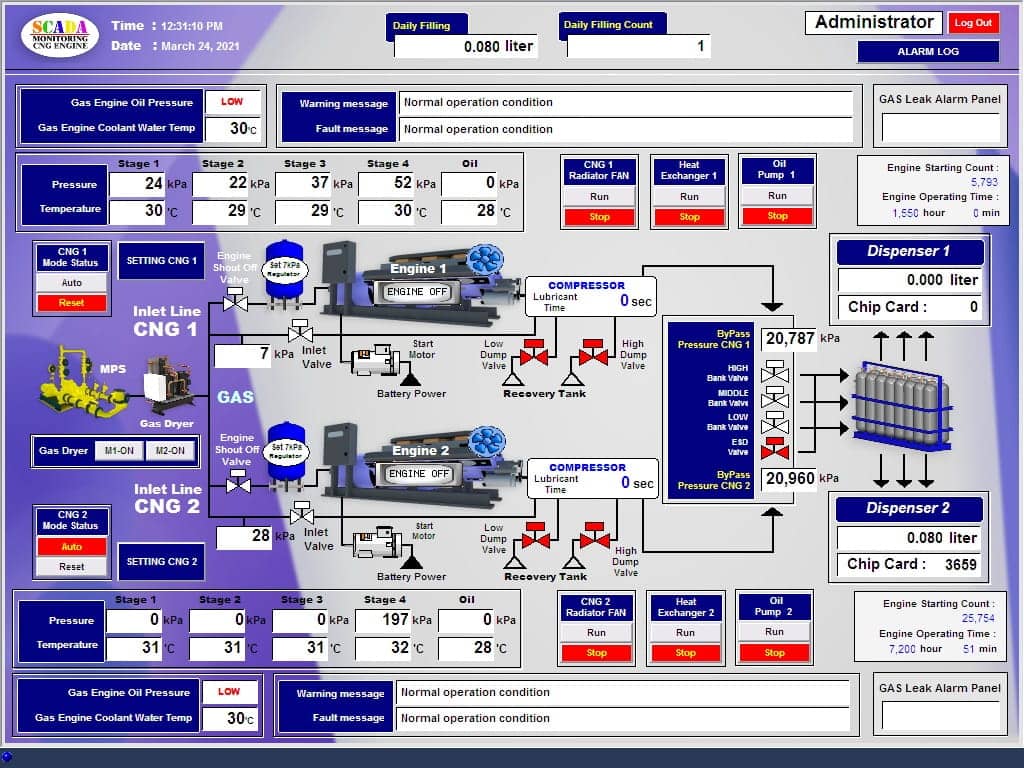 SCADA
MONITORING
CNG ENGINE
Time : 12:31:10 PM
Date : March 24, 2021
Daily Filling
0.080 liter
Daily Filling Count
1
Administrator
Log Out
ALARM LOG
Gas Engine Oil Pressure LOW
Gas Engine Coolant Water Temp 30°C
Warning message Normal operation condition
Fault message Normal operation condition
GAS Leak Alarm Panel
Stage 1 Stage 2 Stage 3 Stage 4 Oil
Pressure 24 kPa 22 kPa 37 kPa 52 kPa 0 kPa
Temperature 30 °C 29 °C 29 °C 30 °C 28 °C
CNG 1
Radiator FAN
Run
Stop
Heat
Exchanger 1
Run
Stop
Oil
Pump 1
Run
Stop
Engine Starting Count :
5,793
Engine Operating Time :
1,550 hour 0 min
CNG 1
Mode Status
Auto
Reset
SETTING CNG 1
Engine
Shout Off
Valve
Set 7kPa
Regulator
Engine 1
ENGINE OFF
COMPRESSOR
Lubricant
Time
0 sec
Dispenser 1
0.000 liter
Chip Card : 0
Inlet Line
CNG 1
7 kPa
Inlet
Valve
Start
Motor
Battery Power
Low
Dump
Valve
High
Dump
Valve
Recovery Tank
ByPass
Pressure CNG 1
20,787 kPa
HIGH
Bank Valve
MIDDLE
Bank Valve
LOW
Bank Valve
ESD
Valve
ByPass
Pressure CNG 2
20,960 kPa
MPS
Gas Dryer
GAS
Gas Dryer M1-ON M2-ON
Engine
Shout Off
Valve
Set 7kPa
Regulator
Engine 2
ENGINE OFF
COMPRESSOR
Lubricant
Time
0 sec
Inlet Line
CNG 2
28 kPa
Inlet
Valve
Start
Motor
Battery Power
Low
Dump
Valve
High
Dump
Valve
Recovery Tank
Dispenser 2
0.080 liter
Chip Card : 3659
CNG 2
Mode Status
Auto
Reset
SETTING CNG 2
Stage 1 Stage 2 Stage 3 Stage 4 Oil
Pressure 0 kPa 0 kPa 0 kPa 197 kPa 0 kPa
Temperature 31 °C 31 °C 31 °C 32 °C 28 °C
CNG 2
Radiator FAN
Run
Stop
Heat
Exchanger 2
Run
Stop
Oil
Pump 2
Run
Stop
Engine Starting Count :
25,754
Engine Operating Time :
7,200 hour 51 min
Gas Engine Oil Pressure LOW
Gas Engine Coolant Water Temp 30°C
Warning message Normal operation condition
Fault message Normal operation condition
GAS Leak Alarm Panel